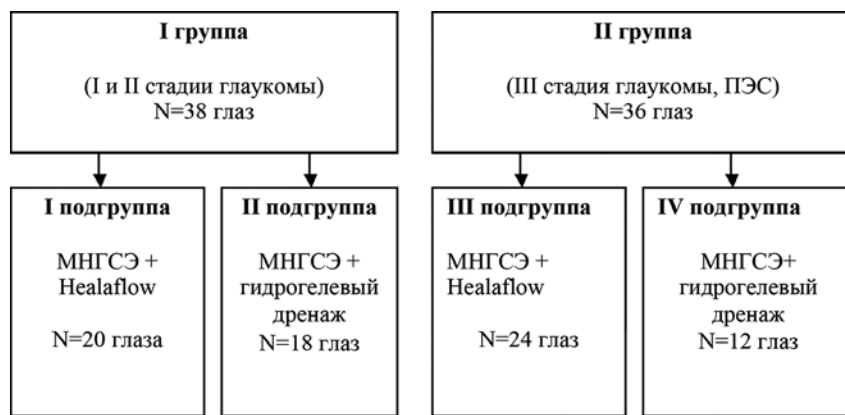 I группа
(I и II стадии глаукомы)
N=38 глаз
II группа
(III стадия глаукомы, ПЭС)
N=36 глаз
I подгруппа
МНГСЭ +
Healaflow
N=20 глаза
II подгруппа
МНГСЭ +
гидрогелевый
дренаж
N=18 глаз
III подгруппа
МНГСЭ +
Healaflow
N=24 глаз
IV подгруппа
МНГСЭ+
гидрогелевый
дренаж
N=12 глаз